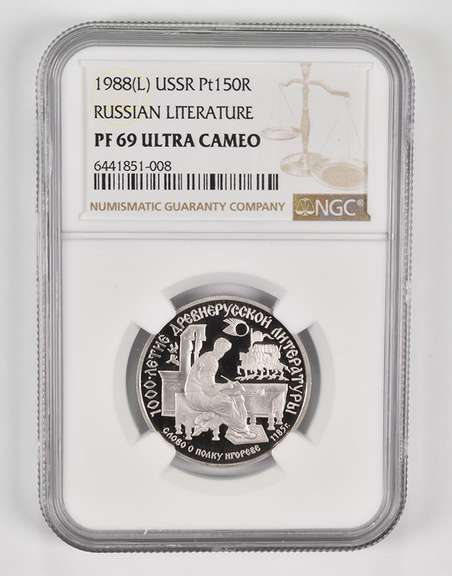 1988(L) USSR Pt150R
RUSSIAN LITERATURE
PF 69 ULTRA CAMEO
6441851-008
NUMISMATIC GUARANTY COMPANY
NGC®
1000-ЛЕТИЕ ДРЕВНЕРУССКОЙ ЛИТЕРАТУРЫ
СЛОВО О ПОЛКУ ИГОРЕВЕ 1185г.